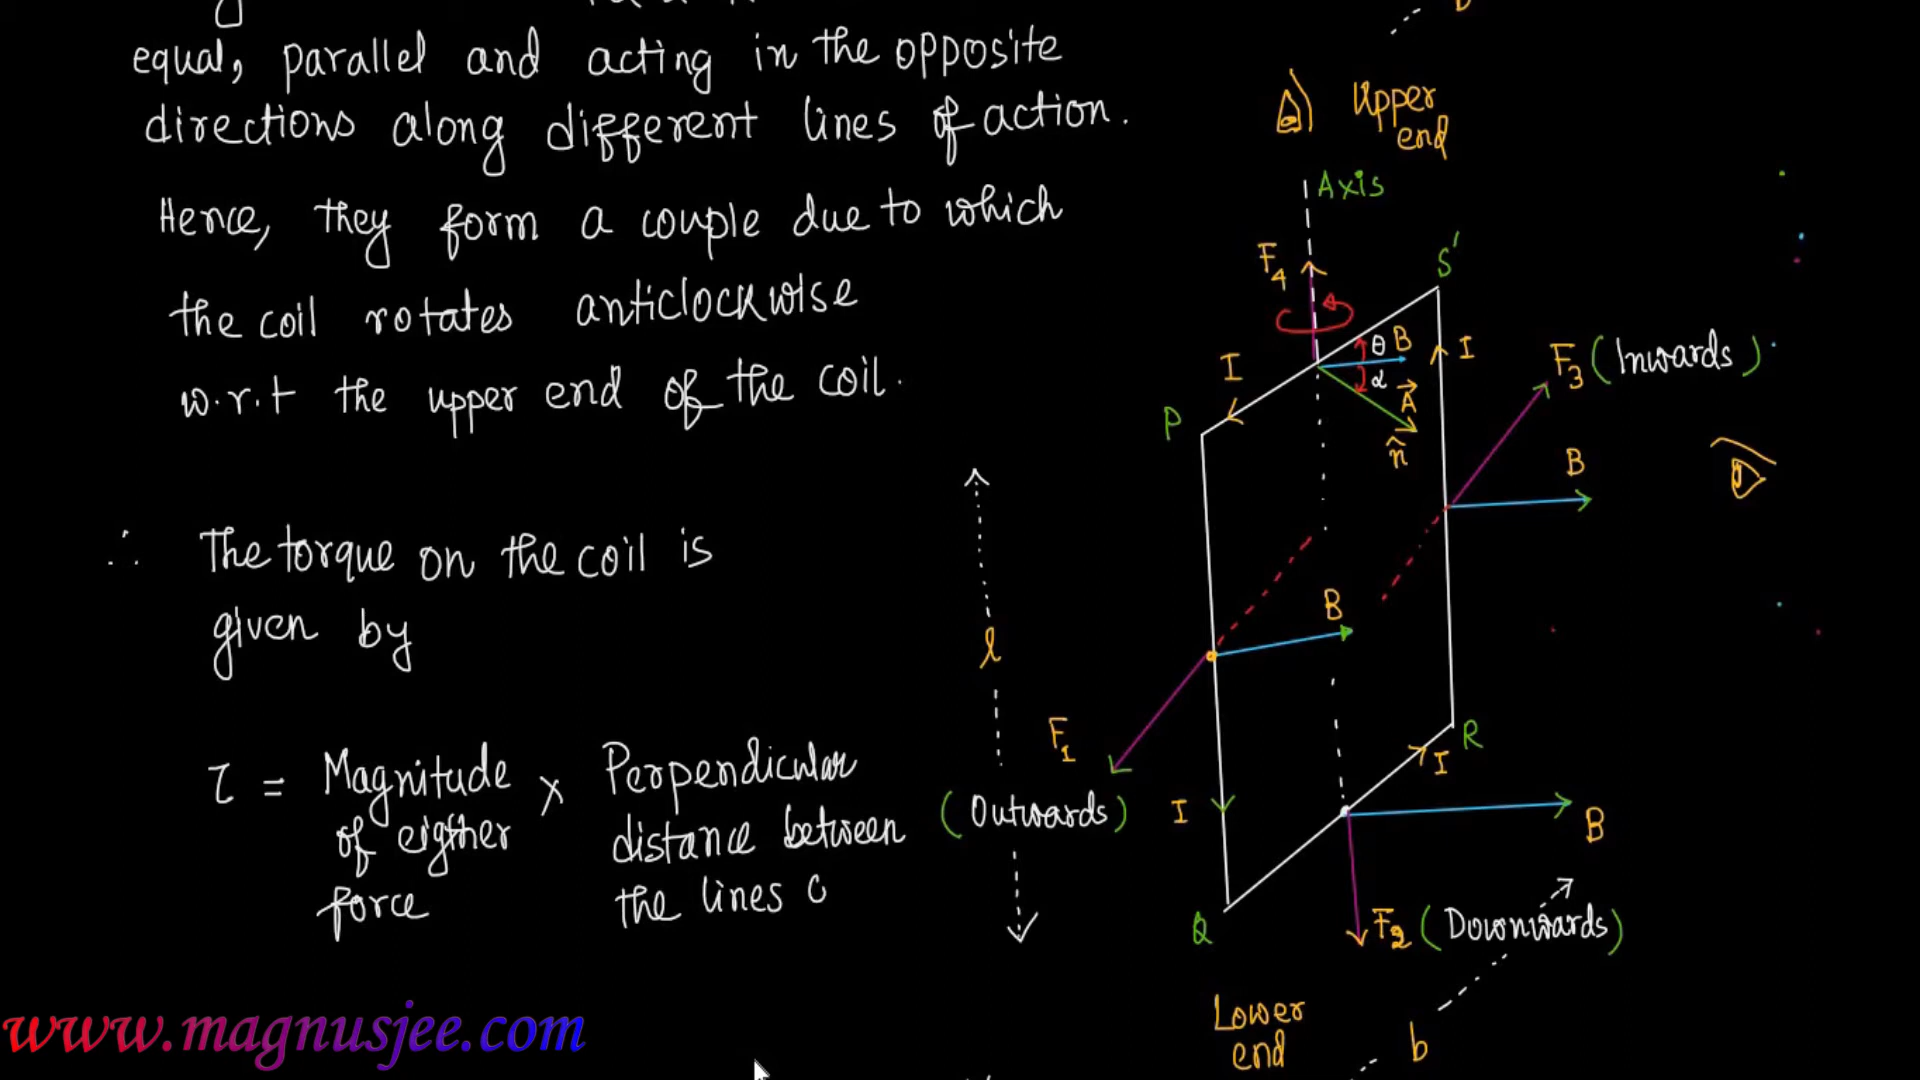 equal, parallel and acting in the opposite
directions along different lines of action.
Hence, they form a couple due to which
the coil rotates anticlockwise
w.r.t the upper end of the coil.
∴ The torque on the coil is
given by
τ = Magnitude of eigther force × Perpendicular distance between the lines o
Upper
end
Axis
F4
S'
θ B
α
A
n̂
I
P
I
F3 (Inwards)
B
B
l
F1
(Outwards)
I
R
I
B
Q
F2 (Downwards)
Lower
end
b
www.magnusjee.com